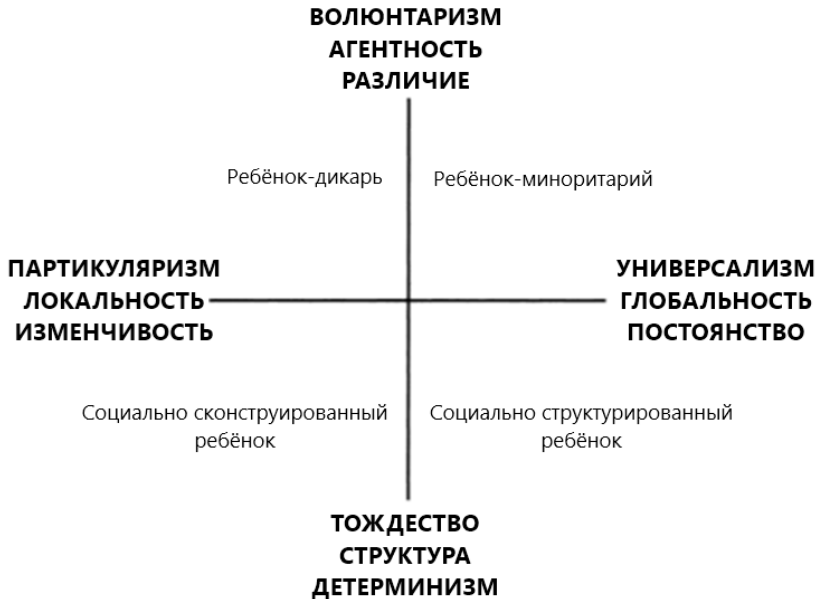 ВОЛЮНТАРИЗМ
АГЕНТНОСТЬ
РАЗЛИЧИЕ
Ребёнок-дикарь
Ребёнок-миноритарий
ПАРТИКУЛЯРИЗМ
ЛОКАЛЬНОСТЬ
ИЗМЕНЧИВОСТЬ
УНИВЕРСАЛИЗМ
ГЛОБАЛЬНОСТЬ
ПОСТОЯНСТВО
Социально сконструированный
ребёнок
Социально структурированный
ребёнок
ТОЖДЕСТВО
СТРУКТУРА
ДЕТЕРМИНИЗМ